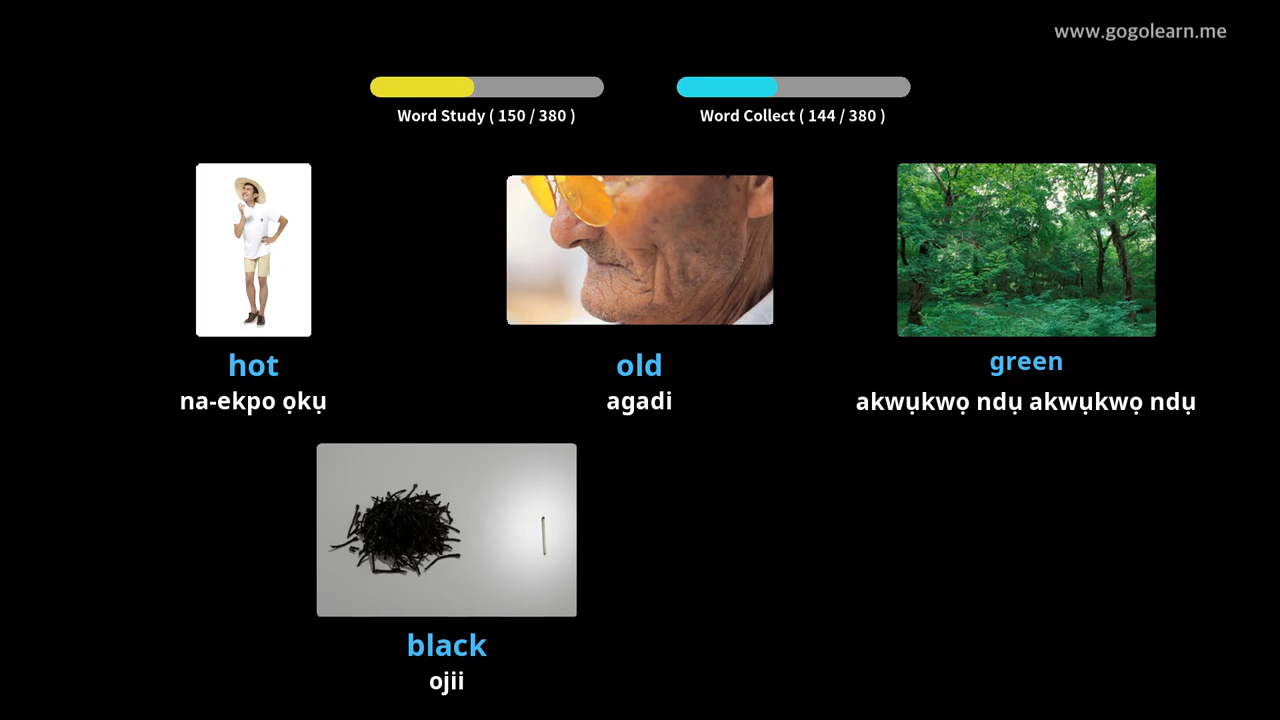 www.gogolearn.me
Word Study ( 150 / 380 )
Word Collect ( 144 / 380 )
hot
na-ekpo ọkụ
old
agadi
green
akwụkwọ ndụ akwụkwọ ndụ
black
ojii